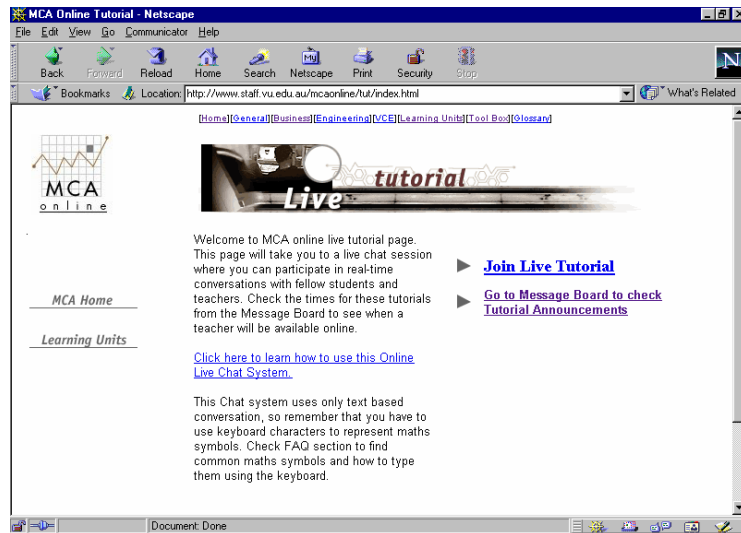 MCA Online Tutorial - Netscape
File Edit View Go Communicator Help
Back Forward Reload Home Search Netscape Print Security Stop
Bookmarks Location: http://www.staff.vu.edu.au/mcaonline/tut/index.html What's Related
[Home][General][Business][Engineering][VCE][Learning Units][Tool Box][Glossary]
MCA
online
Live tutorial
Welcome to MCA online live tutorial page.
This page will take you to a live chat session
where you can participate in real-time
conversations with fellow students and
teachers. Check the times for these tutorials
from the Message Board to see when a
teacher will be available online.
Join Live Tutorial
Go to Message Board to check
Tutorial Announcements
MCA Home
Learning Units
Click here to learn how to use this Online
Live Chat System.
This Chat system uses only text based
conversation, so remember that you have to
use keyboard characters to represent maths
symbols. Check FAQ section to find
common maths symbols and how to type
them using the keyboard.
Document: Done